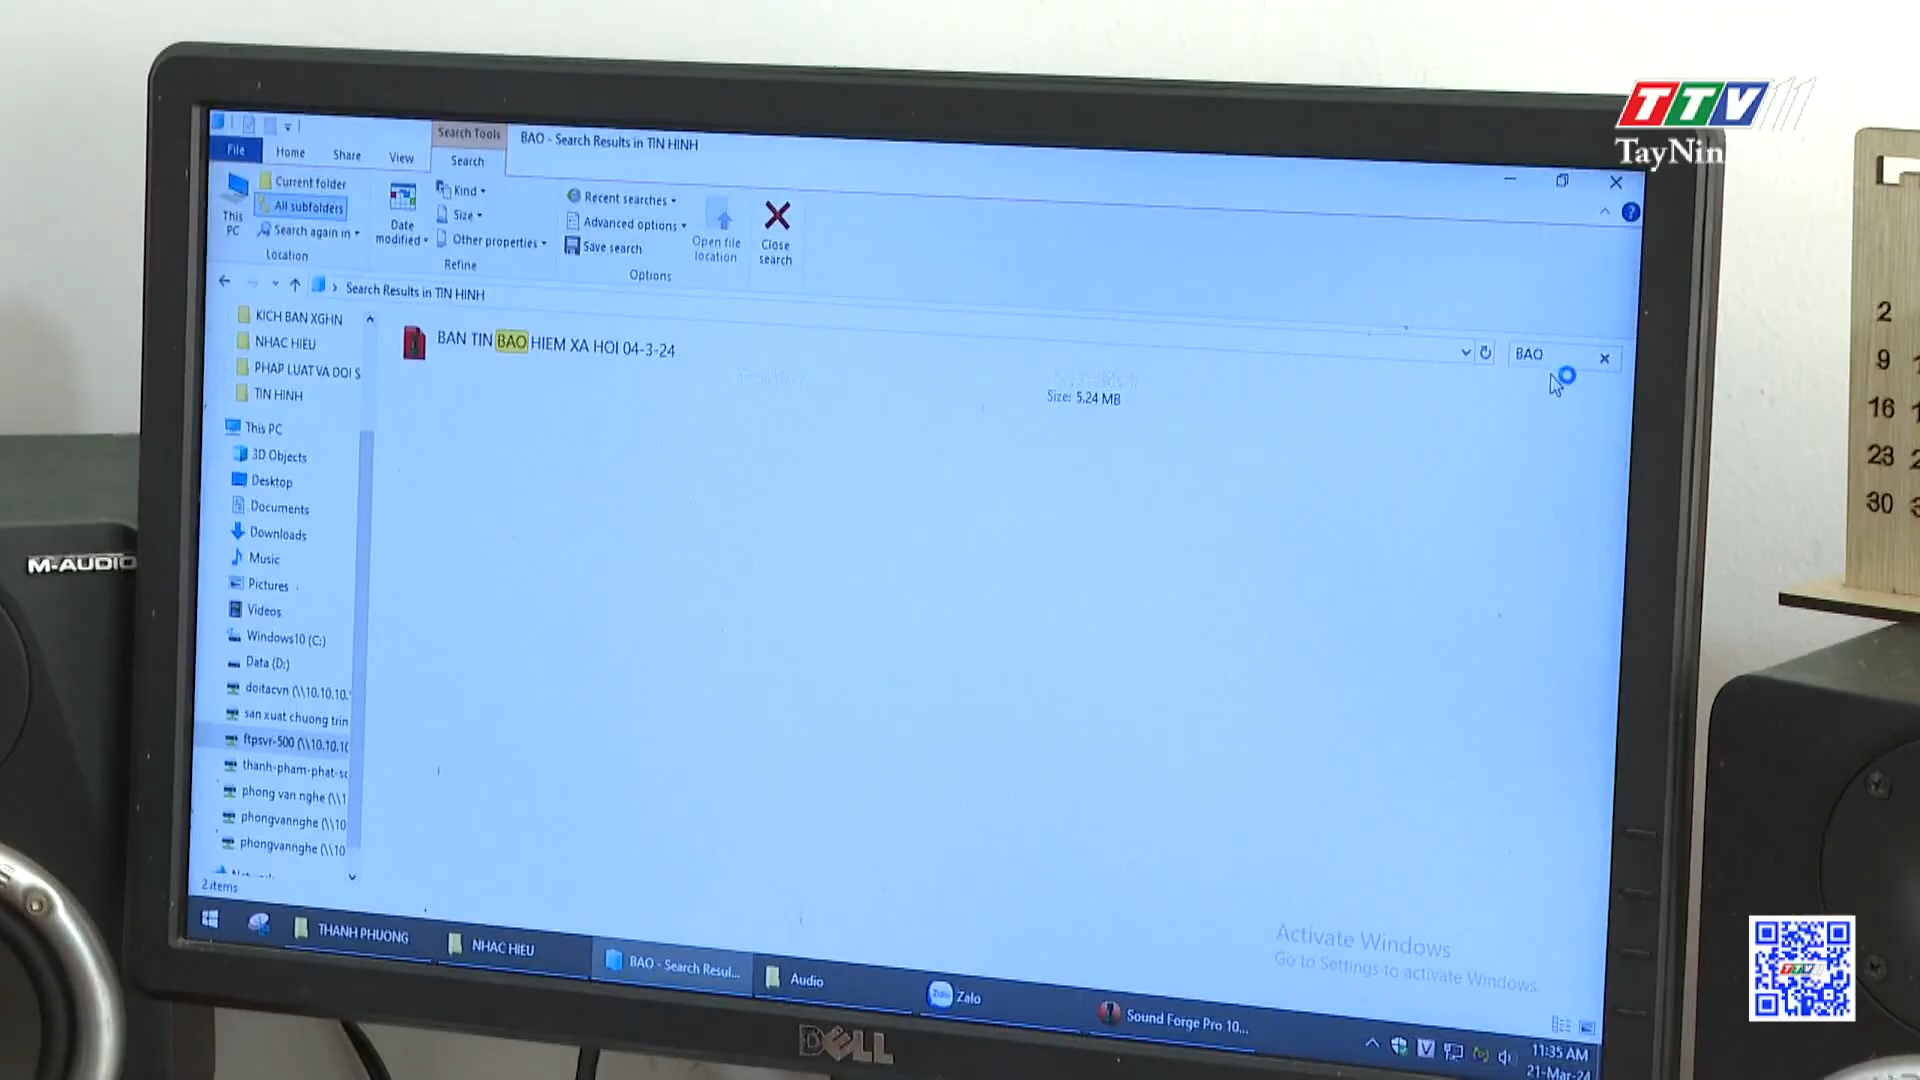 TTV11
TayNin
Search Tools
BAO - Search Results in TIN HINH
File
Home
Share
View
Search
This PC
Current folder
All subfolders
Search again in
Location
Date modified
Kind
Size
Other properties
Refine
Recent searches
Advanced options
Save search
Options
Open file location
Close search
Search Results in TIN HINH
BAO
KICH BAN XGHN
NHAC HIEU
PHAP LUAT VA DOI S
TIN HINH
This PC
3D Objects
Desktop
Documents
Downloads
Music
Pictures
Videos
Windows10 (C:)
Data (D:)
doitacvn (\\10.10.10.
san xuat chuong trin
ftpsvr-500 (\\10.10.10
thanh-pham-phat-sc
phong van nghe (\\1
phongvannghe (\\10
phongvannghe (\\10
BAN TIN BAO HIEM XA HOI 04-3-24
Size: 5.24 MB
2 items
Activate Windows
Go to Settings to activate Windows.
THANH PHUONG
NHAC HIEU
BAO - Search Resul...
Audio
Zalo
Zalo
Sound Forge Pro 10...
V
11:35 AM
21-Mar-24
DELL
M-AUDIO
2
9
16
23
30
TTV